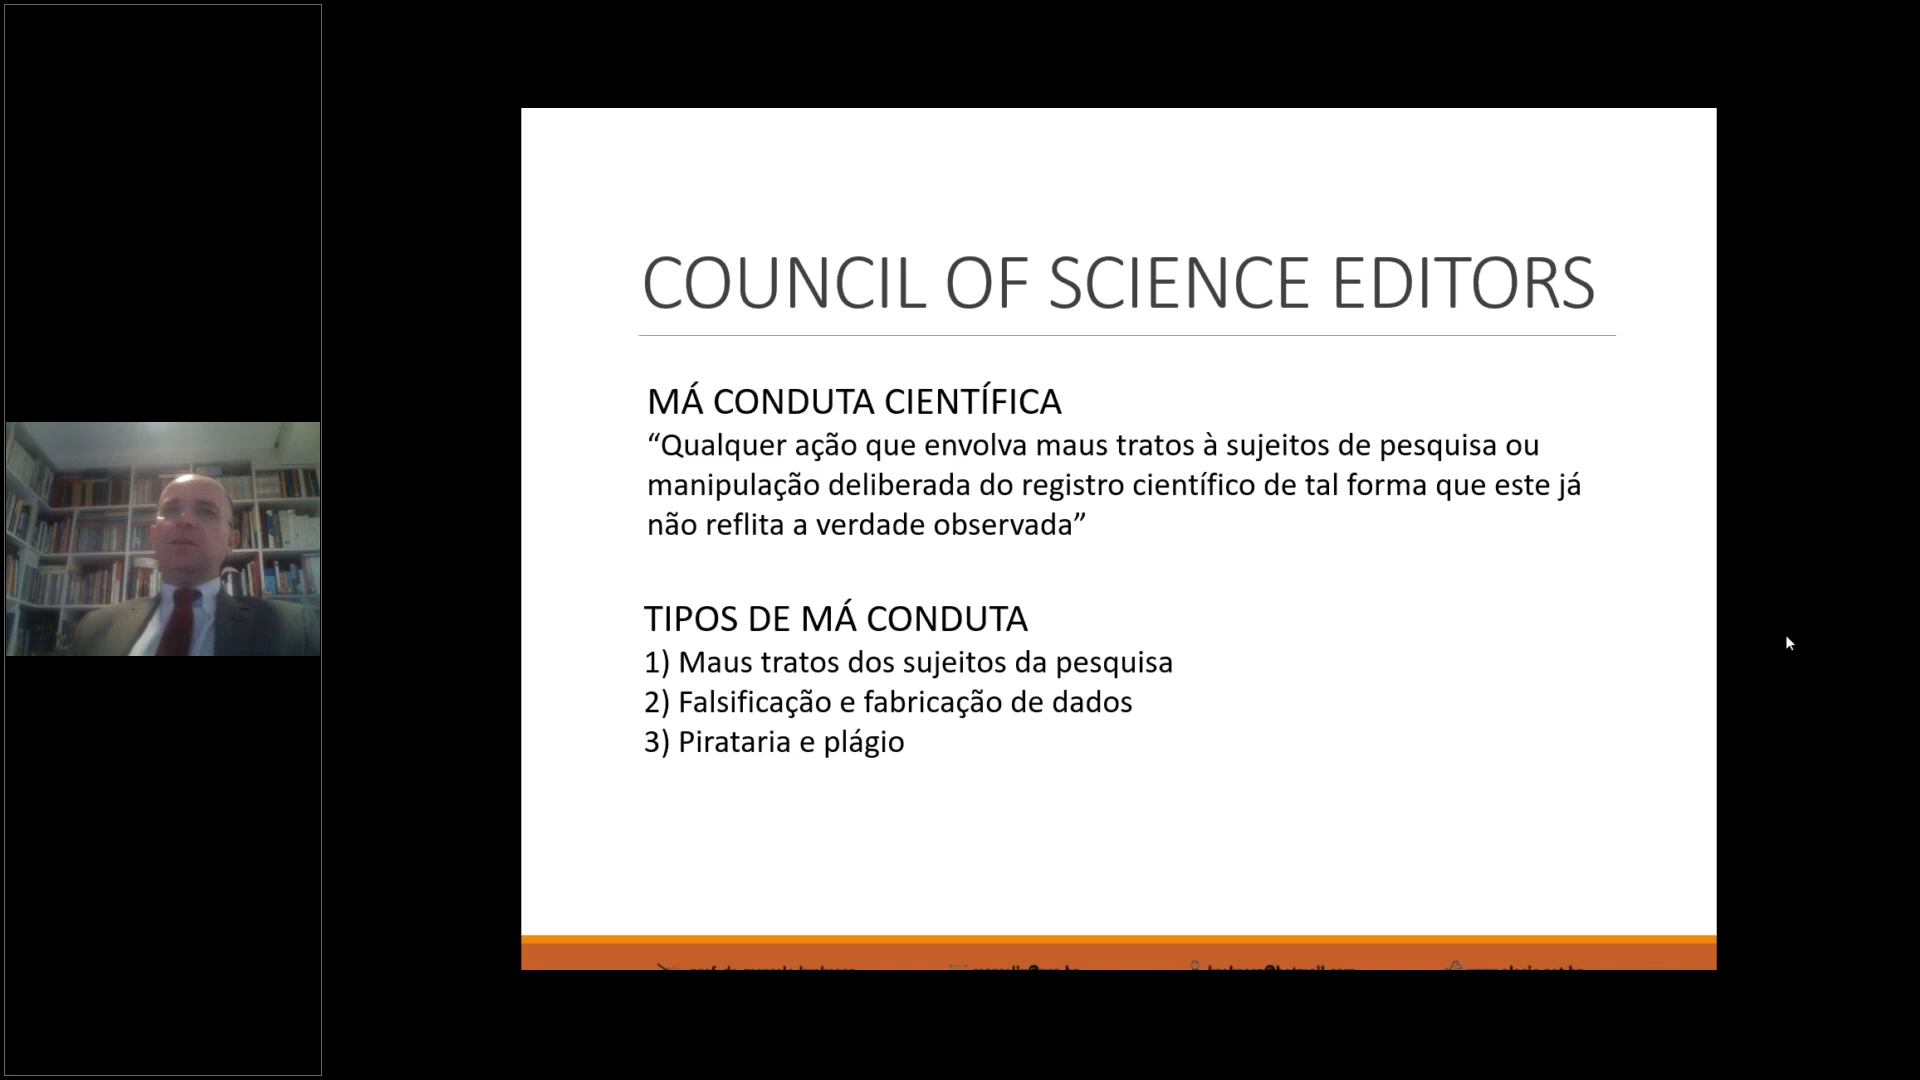 COUNCIL OF SCIENCE EDITORS
MÁ CONDUTA CIENTÍFICA
“Qualquer ação que envolva maus tratos à sujeitos de pesquisa ou
manipulação deliberada do registro científico de tal forma que este já
não reflita a verdade observada”
TIPOS DE MÁ CONDUTA
1) Maus tratos dos sujeitos da pesquisa
2) Falsificação e fabricação de dados
3) Pirataria e plágio